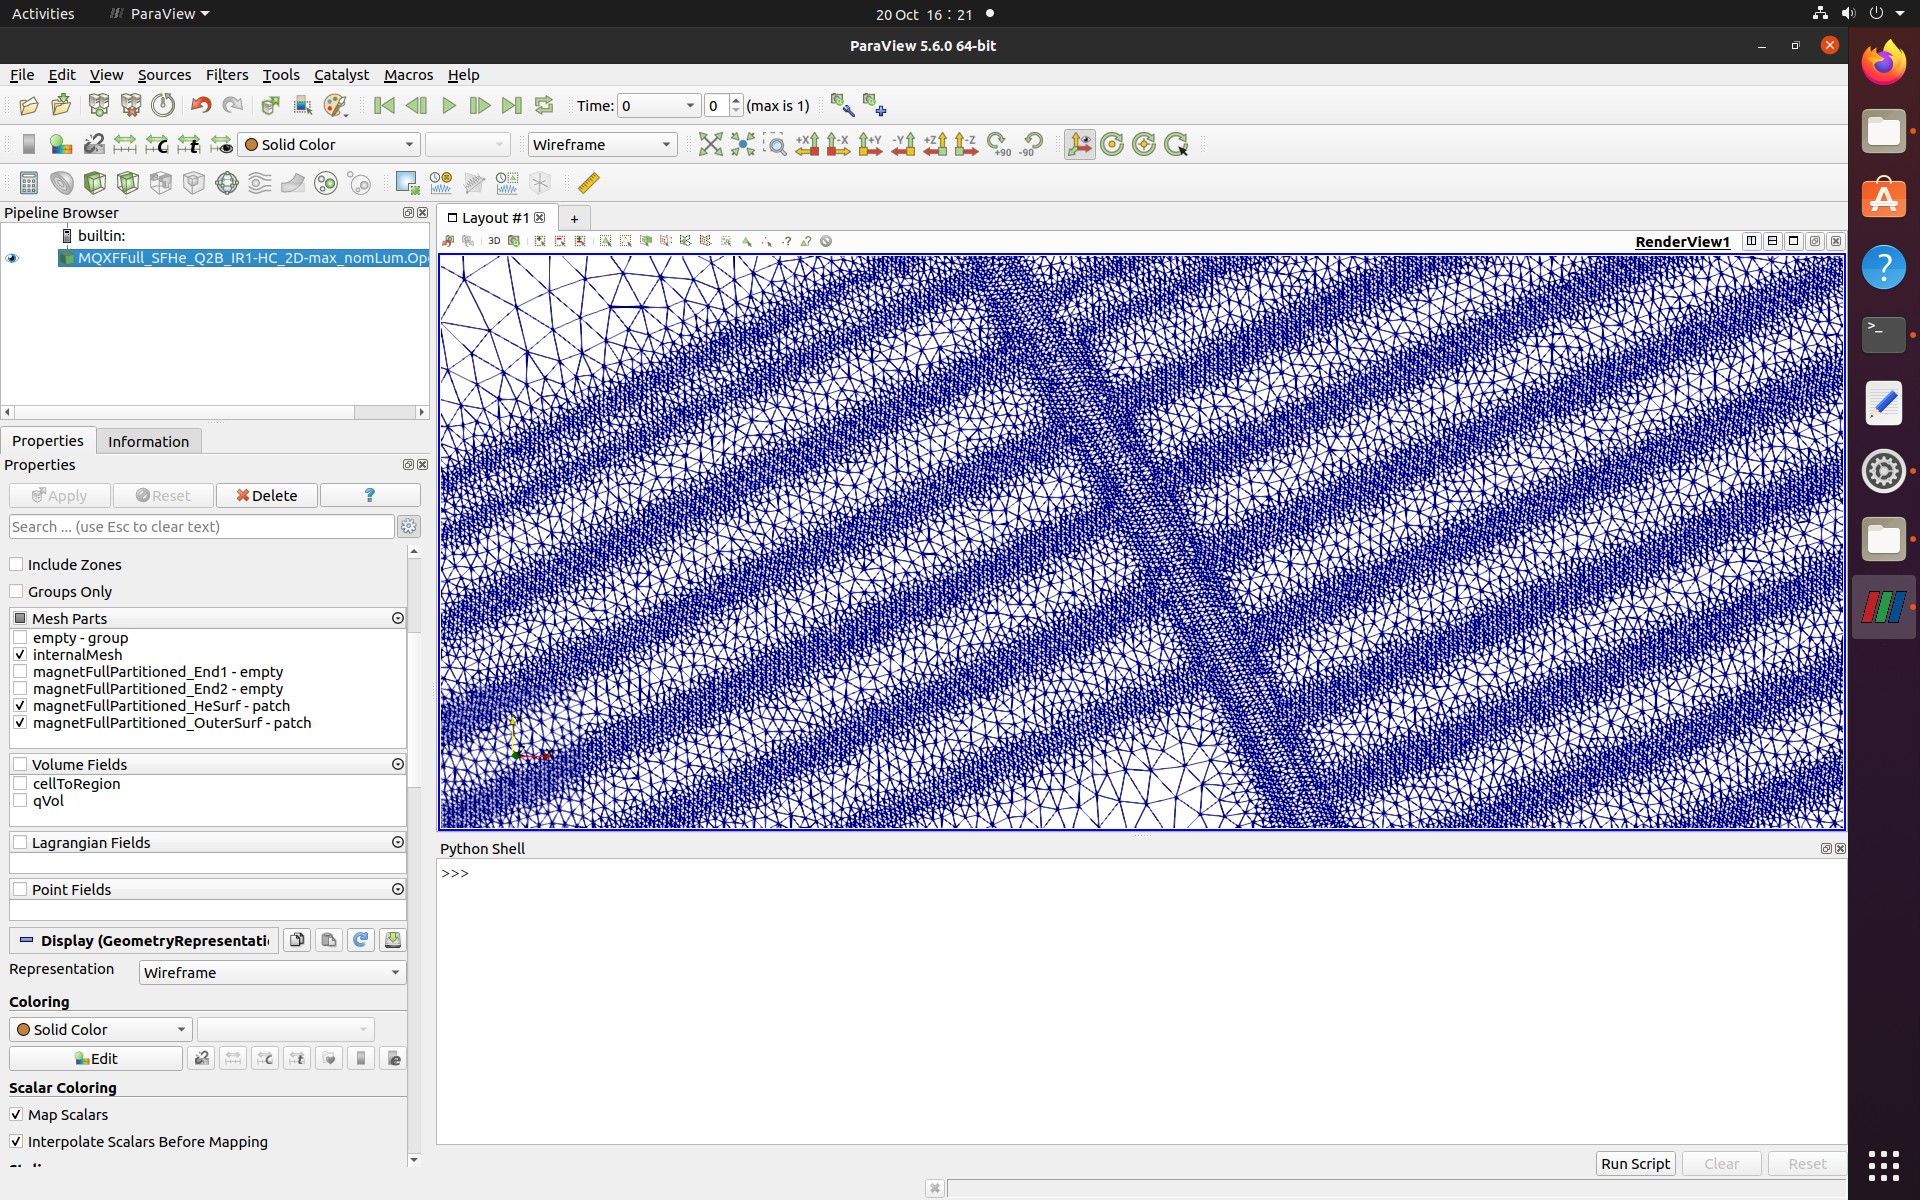 Activities ParaView 20 Oct 16:21
ParaView 5.6.0 64-bit
File Edit View Sources Filters Tools Catalyst Macros Help
Time: 0 0 (max is 1)
Solid Color Wireframe +X -X +Y -Y +Z -Z +90 -90
Pipeline Browser
builtin:
MQXFFull_SFHe_Q2B_IR1-HC_2D-max_nomLum.Op
Layout #1 +
3D RenderView1
Properties Information
Properties
Apply Reset Delete ?
Search ... (use Esc to clear text)
Include Zones
Groups Only
Mesh Parts
empty - group
internalMesh
magnetFullPartitioned_End1 - empty
magnetFullPartitioned_End2 - empty
magnetFullPartitioned_HeSurf - patch
magnetFullPartitioned_OuterSurf - patch
Volume Fields
cellToRegion
qVol
Lagrangian Fields
Point Fields
Display (GeometryRepresentati
Representation Wireframe
Coloring
Solid Color
Edit
Scalar Coloring
Map Scalars
Interpolate Scalars Before Mapping
Python Shell
>>>
Run Script Clear Reset